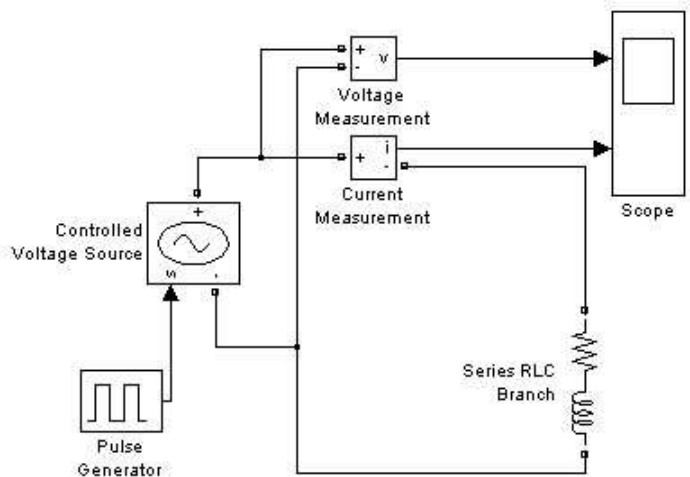 +
-
v
Voltage
Measurement
+
i
-
Current
Measurement
Scope
Controlled
Voltage Source
+
s
-
Series RLC
Branch
Pulse
Generator